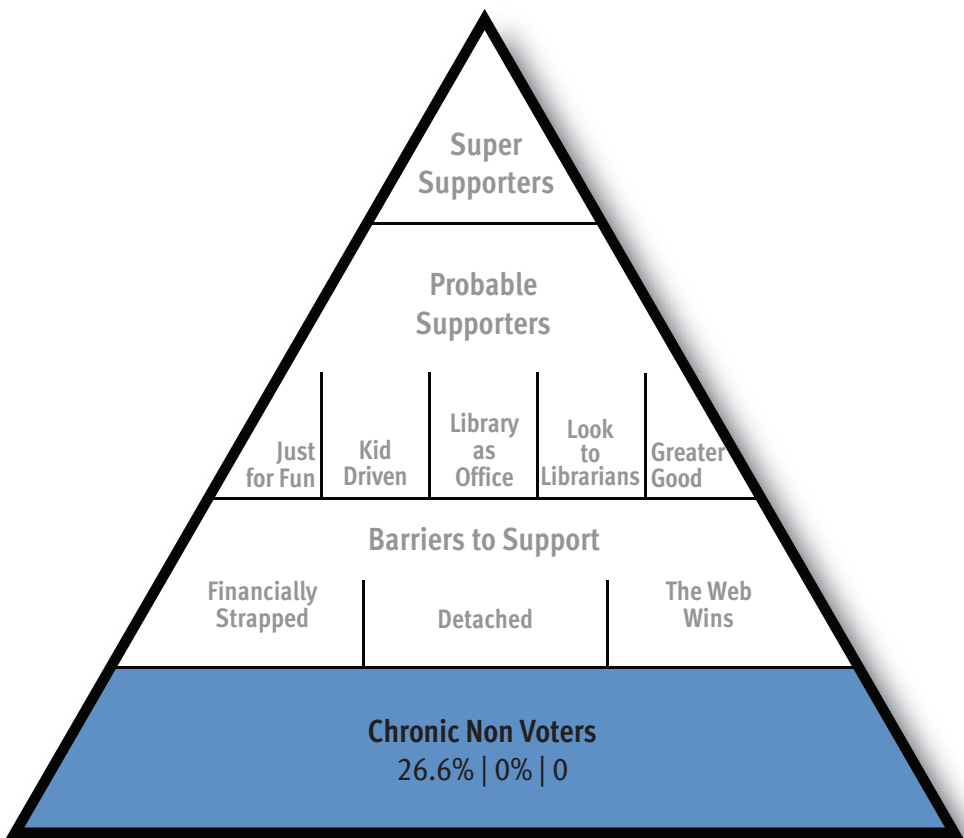 Super
Supporters
Probable
Supporters
Just
for Fun
Kid
Driven
Library
as
Office
Look
to
Librarians
Greater
Good
Barriers to Support
Financially
Strapped
Detached
The Web
Wins
Chronic Non Voters
26.6% | 0% | 0